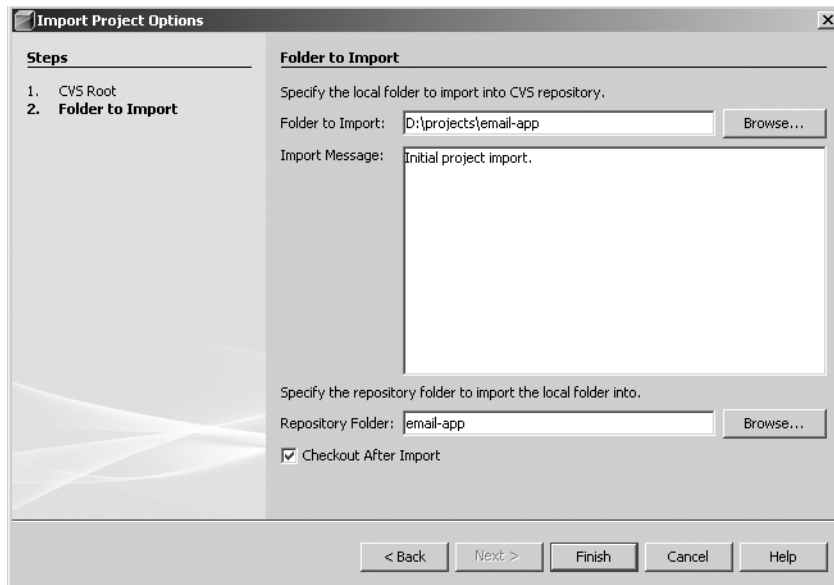 Import Project Options
Steps
1. CVS Root
2. Folder to Import
Folder to Import
Specify the local folder to import into CVS repository.
Folder to Import: D:\projects\email-app Browse...
Import Message: Initial project import.
Specify the repository folder to import the local folder into.
Repository Folder: email-app Browse...
Checkout After Import
< Back Next > Finish Cancel Help